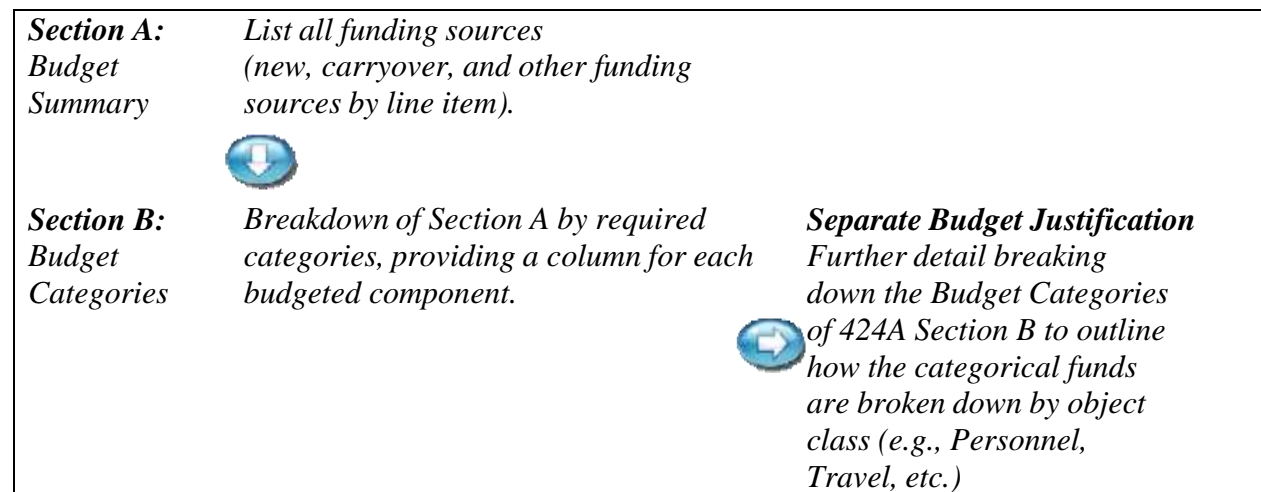 Section A:
Budget
Summary
List all funding sources
(new, carryover, and other funding
sources by line item).
Section B:
Budget
Categories
Breakdown of Section A by required
categories, providing a column for each
budgeted component.
Separate Budget Justification
Further detail breaking
down the Budget Categories
of 424A Section B to outline
how the categorical funds
are broken down by object
class (e.g., Personnel,
Travel, etc.)